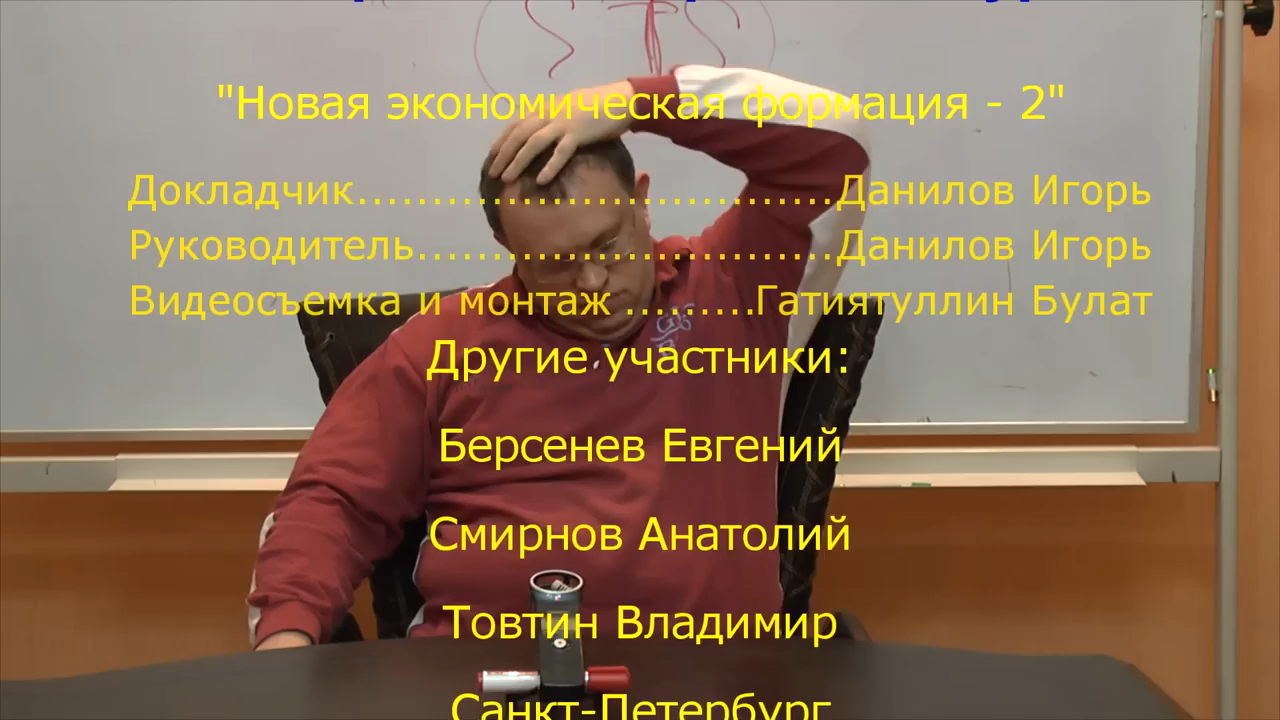 STS
"Новая экономическая формация - 2"
Докладчик................................Данилов Игорь
Руководитель............................Данилов Игорь
Видеосъемка и монтаж .........Гатиятуллин Булат
Другие участники:
Берсенев Евгений
Смирнов Анатолий
Товтин Владимир
Санкт-Петербург